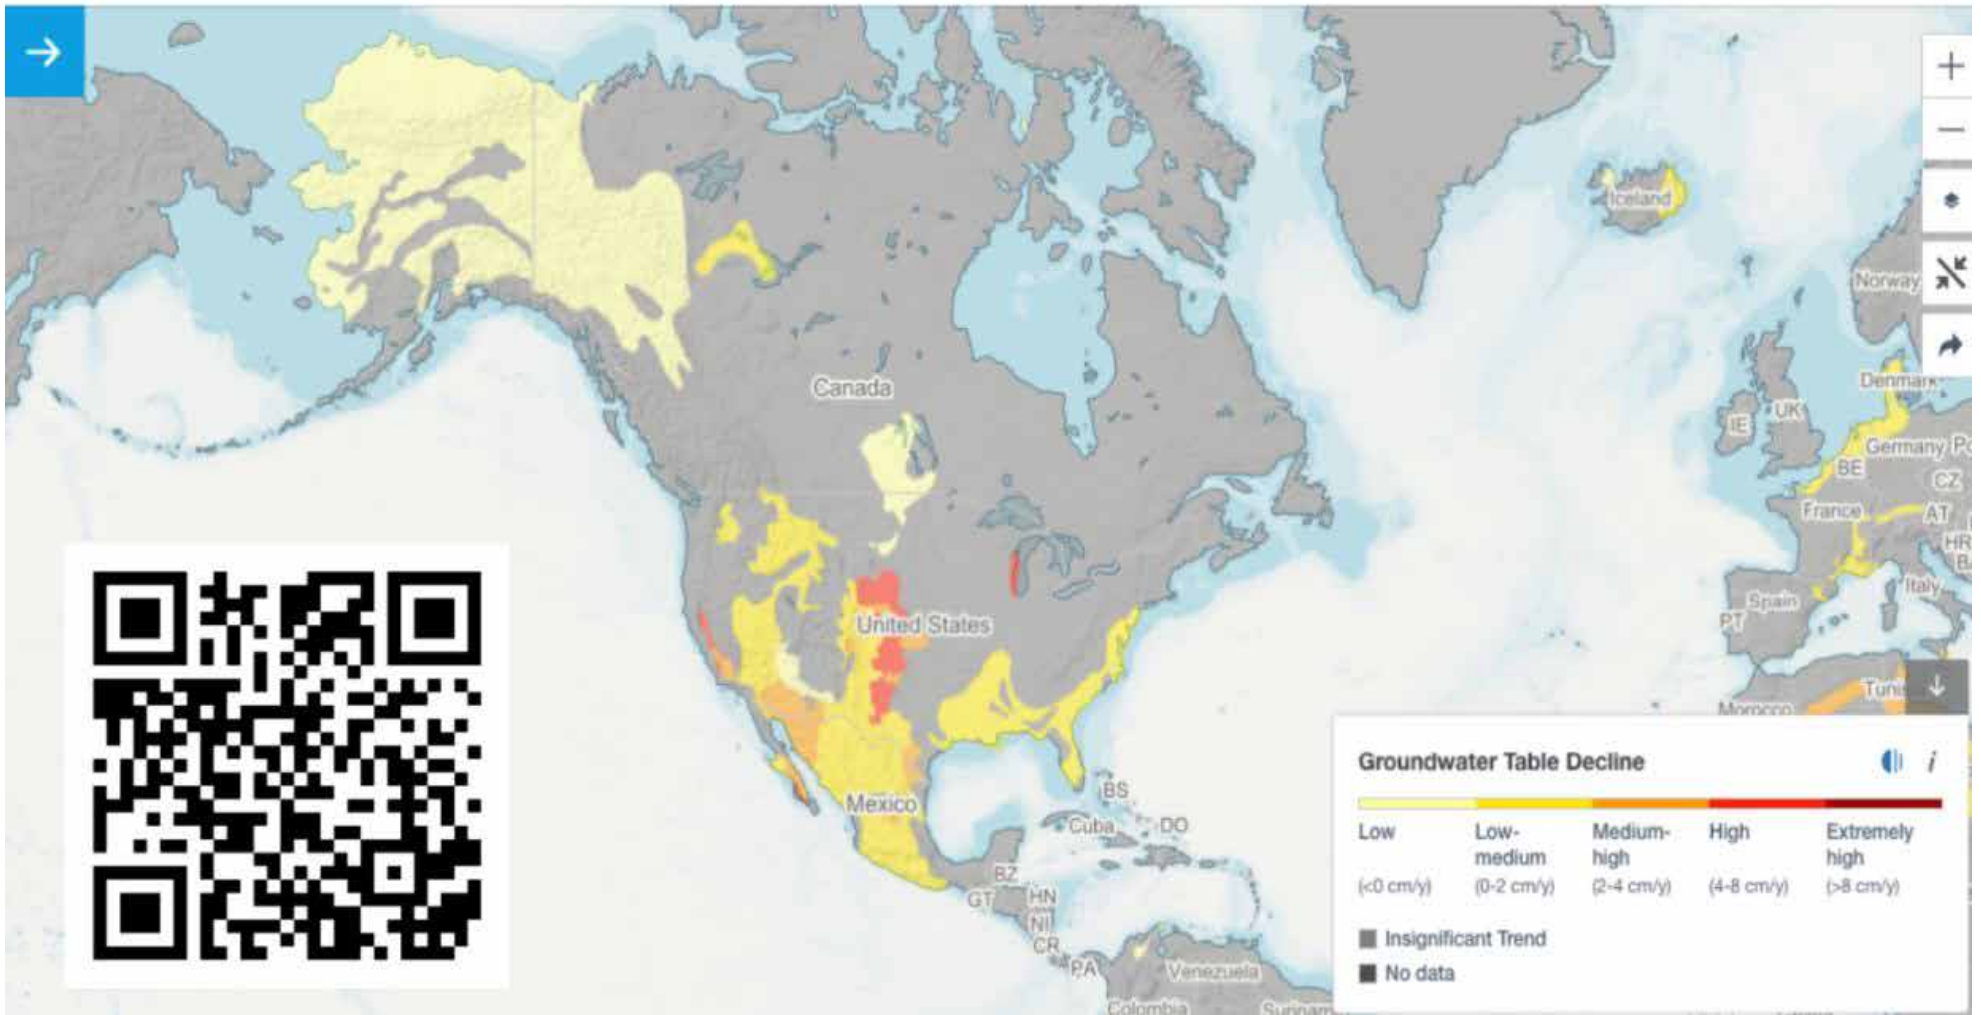 Iceland
Norway
Canada
Denmark
IE
UK
Germany
BE
CZ
France
AT
HR
Italy
Spain
PT
United States
Morocco
Mexico
BS
Cuba
DO
BZ
GT
HN
NI
CR
PA
Venezuela
Colombia
Groundwater Table Decline
i
Low
Low-
medium
Medium-
high
High
Extremely
high
(<0 cm/y)
(0-2 cm/y)
(2-4 cm/y)
(4-8 cm/y)
(>8 cm/y)
Insignificant Trend
No data